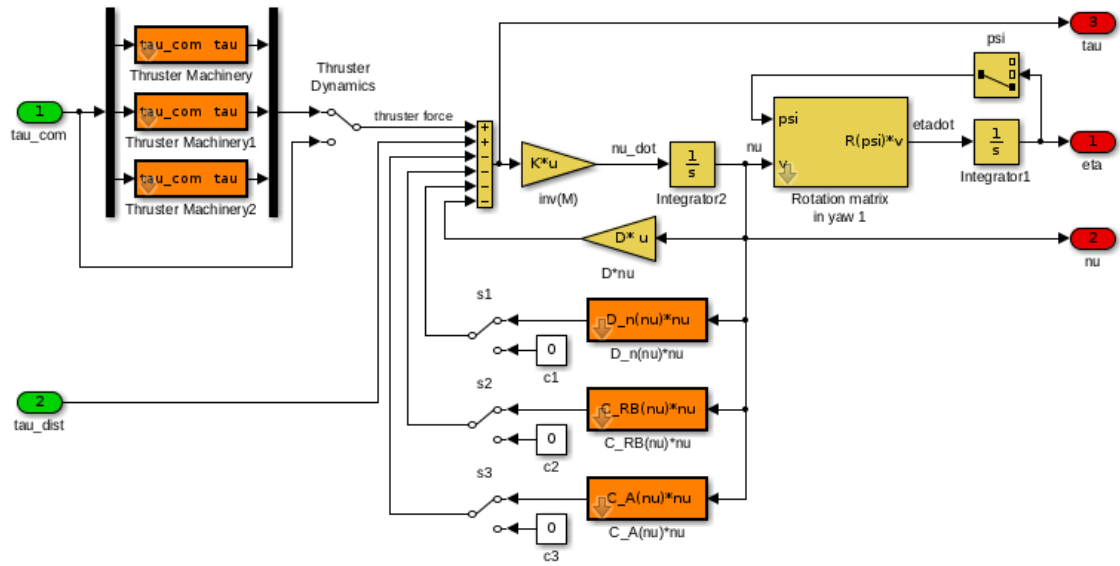 tau_com tau
Thruster Machinery
1
tau_com
tau_com tau
Thruster Machinery1
tau_com tau
Thruster Machinery2
Thruster
Dynamics
thruster force
+
+
−
−
−
−
K*u
inv(M)
nu_dot
1
s
Integrator2
nu
psi
v
R(psi)*v
Rotation matrix
in yaw 1
etadot
1
s
Integrator1
psi
3
tau
1
eta
2
nu
D* u
D*nu
s1
D_n(nu)*nu
D_n(nu)*nu
0
c1
s2
C_RB(nu)*nu
C_RB(nu)*nu
0
c2
2
tau_dist
s3
C_A(nu)*nu
C_A(nu)*nu
0
c3